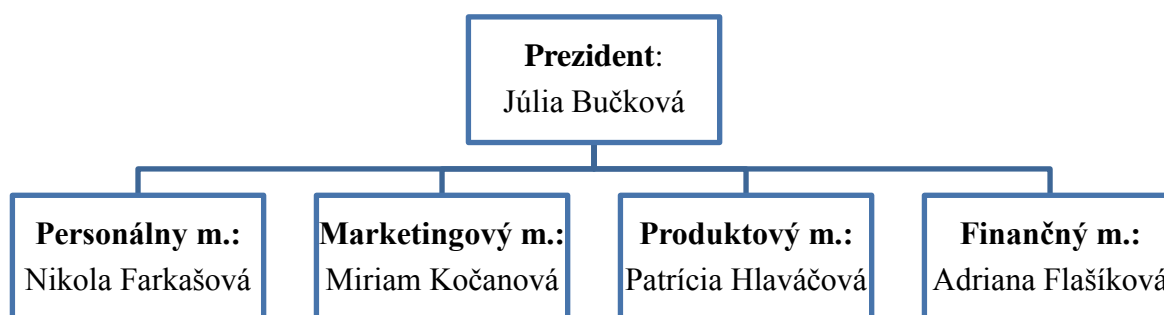 Prezident:
Júlia Bučková
Personálny m.:
Nikola Farkašová
Marketingový m.:
Miriam Kočanová
Produktový m.:
Patrícia Hlaváčová
Finančný m.:
Adriana Flašíková